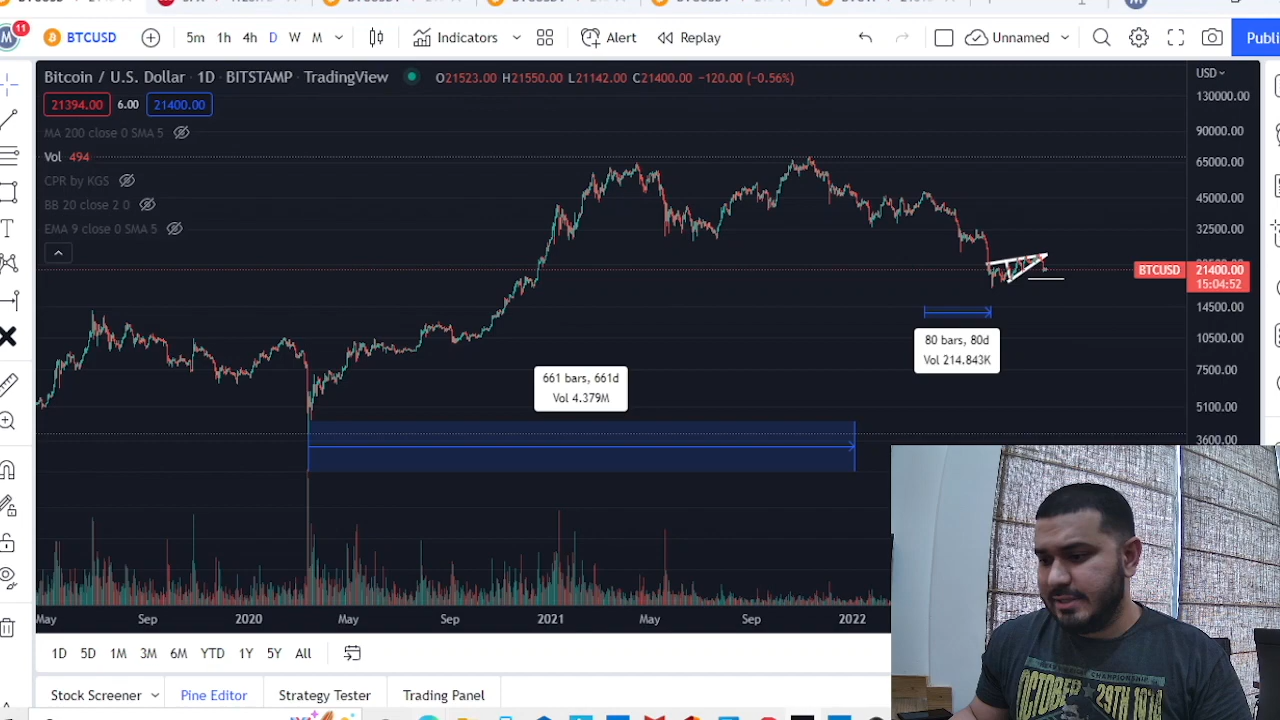 11
BTCUSD
5m 1h 4h D W M
Indicators
Alert
Replay
Unnamed
Publi
Bitcoin / U.S. Dollar · 1D · BITSTAMP · TradingView
O21523.00 H21550.00 L21142.00 C21400.00 −120.00 (−0.56%)
USD
21394.00 6.00 21400.00
MA 200 close 0 SMA 5
Vol 494
CPR by KGS
BB 20 close 2 0
EMA 9 close 0 SMA 5
130000.00
90000.00
65000.00
45000.00
32500.00
BTCUSD 21400.00
15:04:52
14500.00
10500.00
7500.00
5100.00
3600.00
80 bars, 80d
Vol 214.843K
661 bars, 661d
Vol 4.379M
May Sep 2020 May Sep 2021 May Sep 2022
1D 5D 1M 3M 6M YTD 1Y 5Y All
Stock Screener Pine Editor Strategy Tester Trading Panel
CHAMPIONSHIP
OCTOBER 29TH